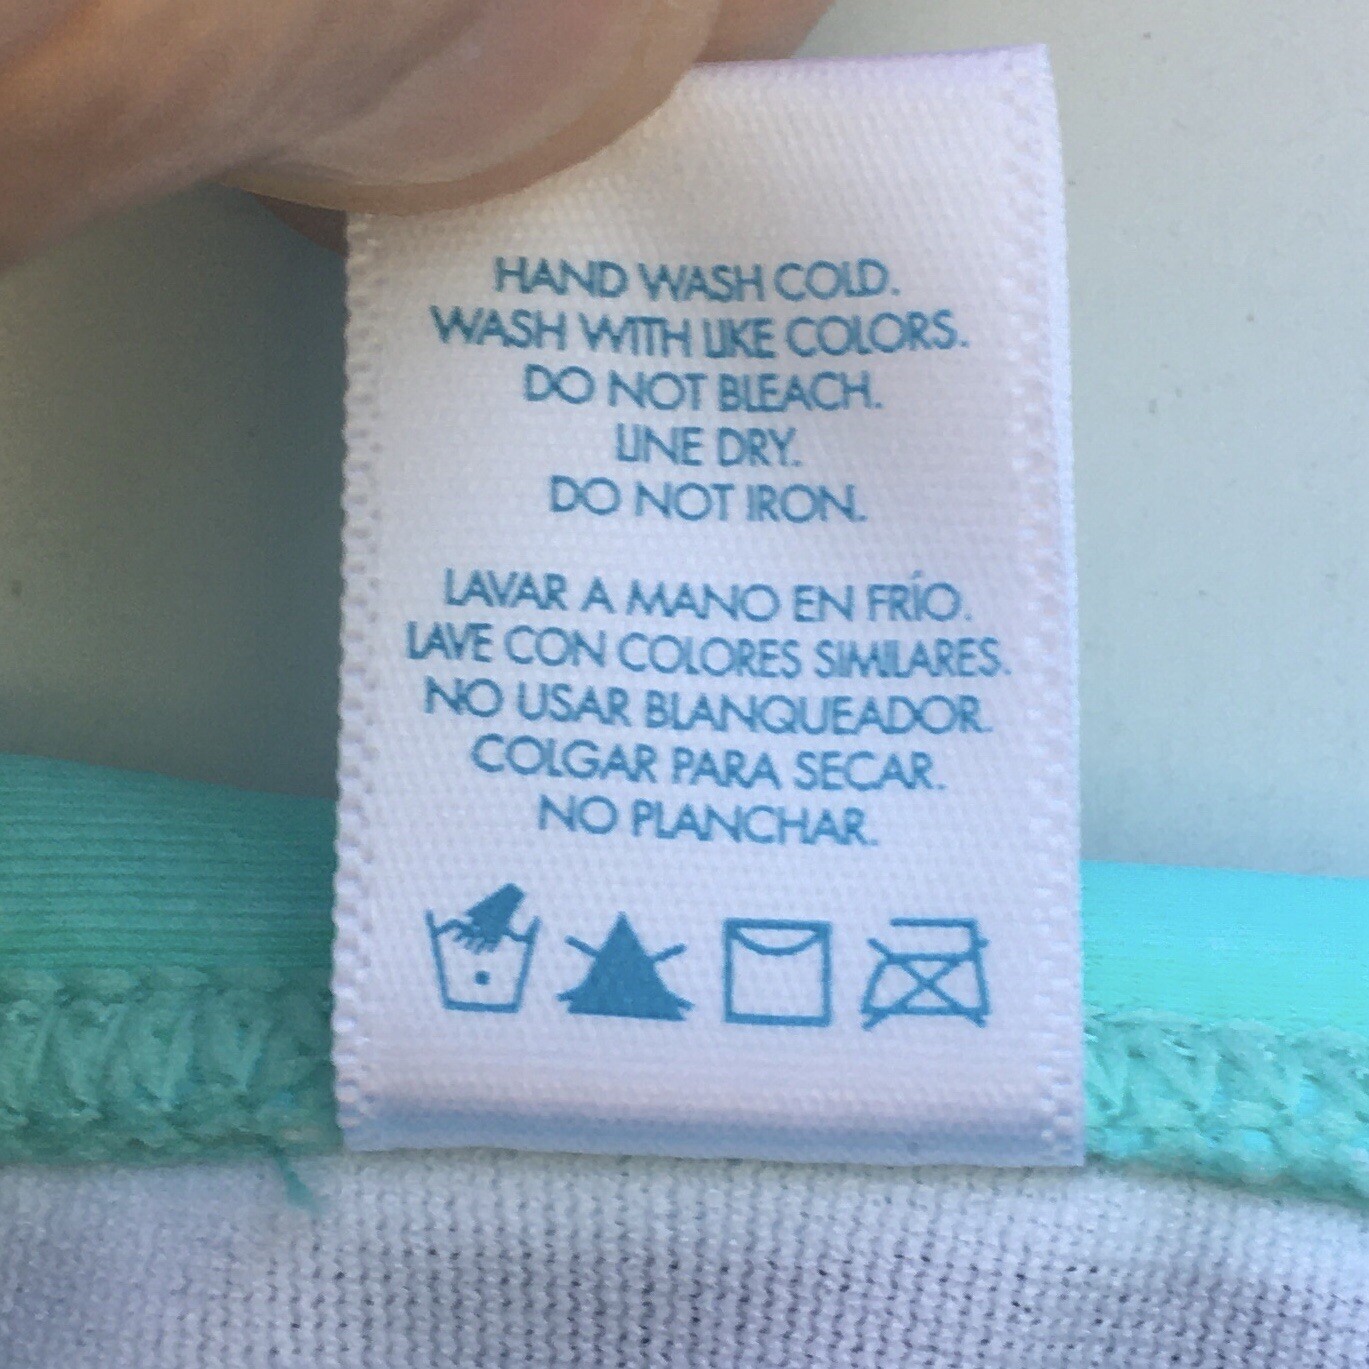 HAND WASH COLD.
WASH WITH LIKE COLORS.
DO NOT BLEACH.
LINE DRY.
DO NOT IRON.
LAVAR A MANO EN FRÍO.
LAVE CON COLORES SIMILARES.
NO USAR BLANQUEADOR.
COLGAR PARA SECAR.
NO PLANCHAR.